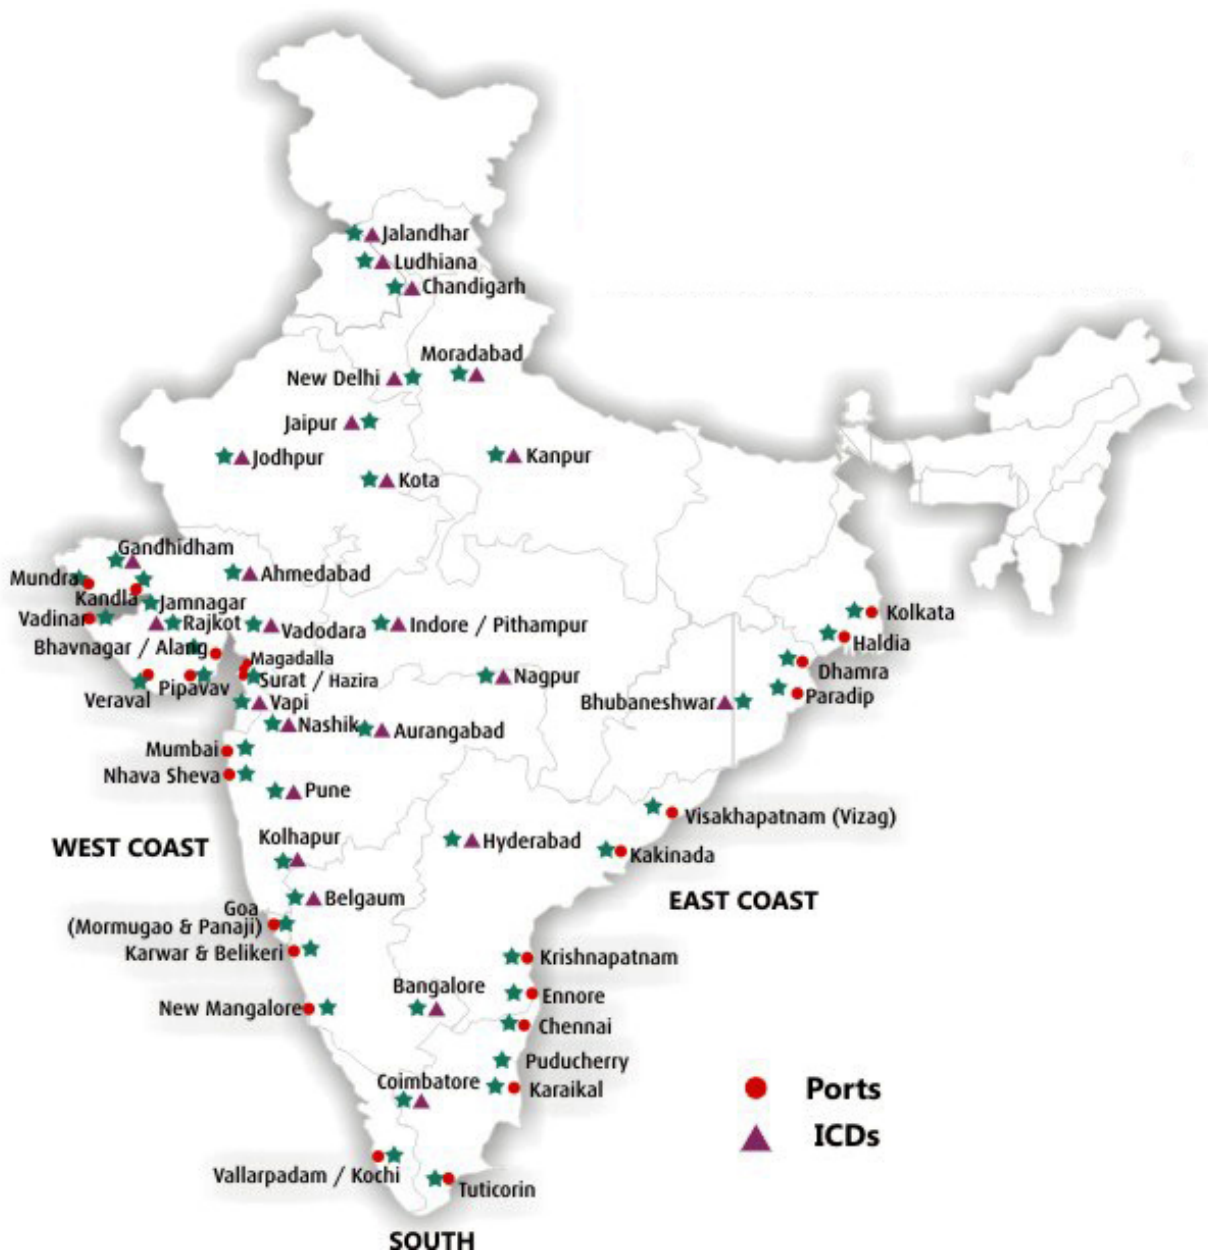 Jalandhar
Ludhiana
Chandigarh
Moradabad
New Delhi
Jaipur
Jodhpur
Kanpur
Kota
Gandhidham
Mundra
Ahmedabad
Kandla
Jamnagar
Vadinar
Rajkot
Vadodara
Indore / Pithampur
Kolkata
Haldia
Bhavnagar / Alang
Magadalla
Surat / Hazira
Nagpur
Dhamra
Veraval
Pipavav
Vapi
Bhubaneshwar
Paradip
Nashik
Aurangabad
Mumbai
Nhava Sheva
Pune
Visakhapatnam (Vizag)
WEST COAST
Kolhapur
Hyderabad
Kakinada
Belgaum
EAST COAST
Goa
(Mormugao & Panaji)
Karwar & Belikeri
Krishnapatnam
Bangalore
Ennore
New Mangalore
Chennai
Puducherry
Coimbatore
Karaikal
Ports
ICDs
Vallarpadam / Kochi
Tuticorin
SOUTH